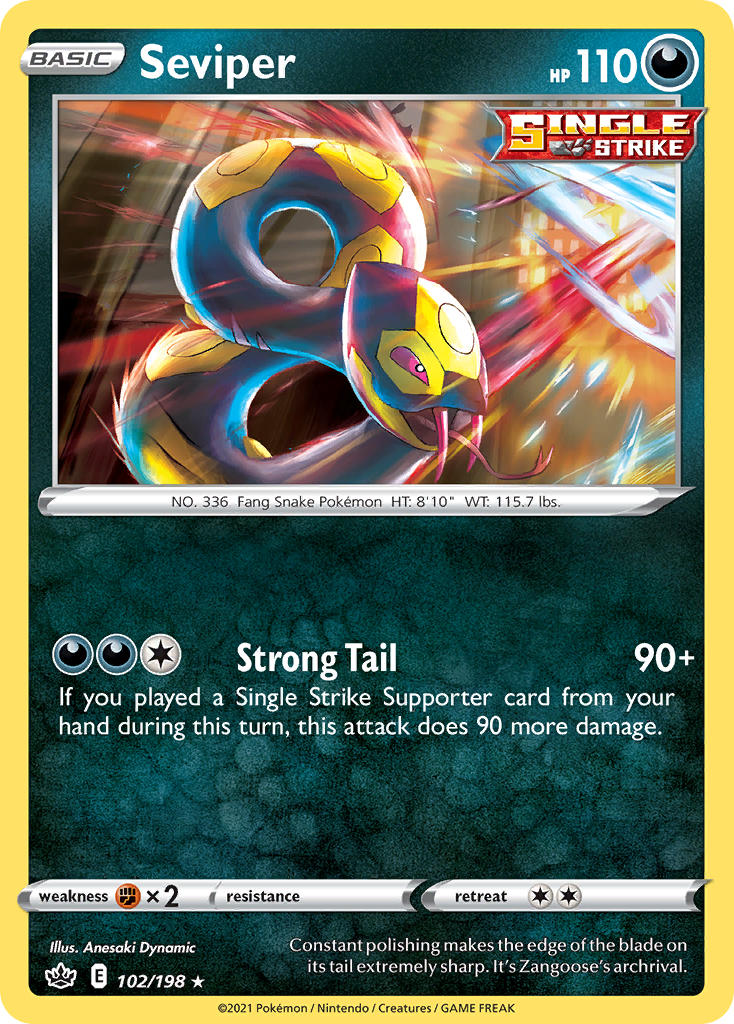 BASIC
Seviper
HP 110
SINGLE
STRIKE
NO. 336 Fang Snake Pokémon HT: 8'10" WT: 115.7 lbs.
Strong Tail 90+
If you played a Single Strike Supporter card from your
hand during this turn, this attack does 90 more damage.
weakness ×2 resistance retreat
Illus. Anesaki Dynamic
Constant polishing makes the edge of the blade on
its tail extremely sharp. It's Zangoose's archrival.
E 102/198 ★
©2021 Pokémon / Nintendo / Creatures / GAME FREAK